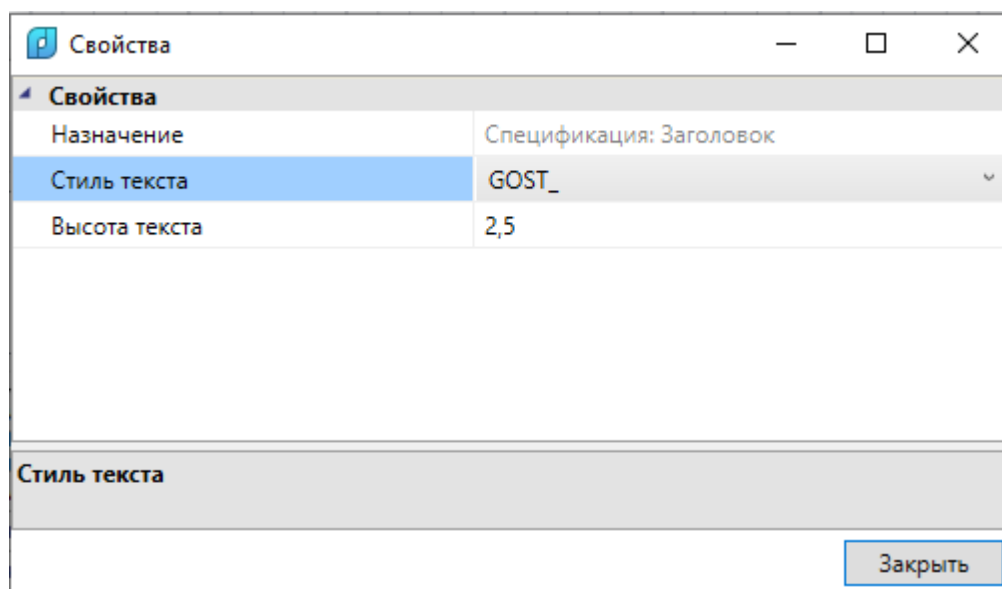 Свойства
Свойства
Назначение Спецификация: Заголовок
Стиль текста GOST_
Высота текста 2,5
Стиль текста
Закрыть